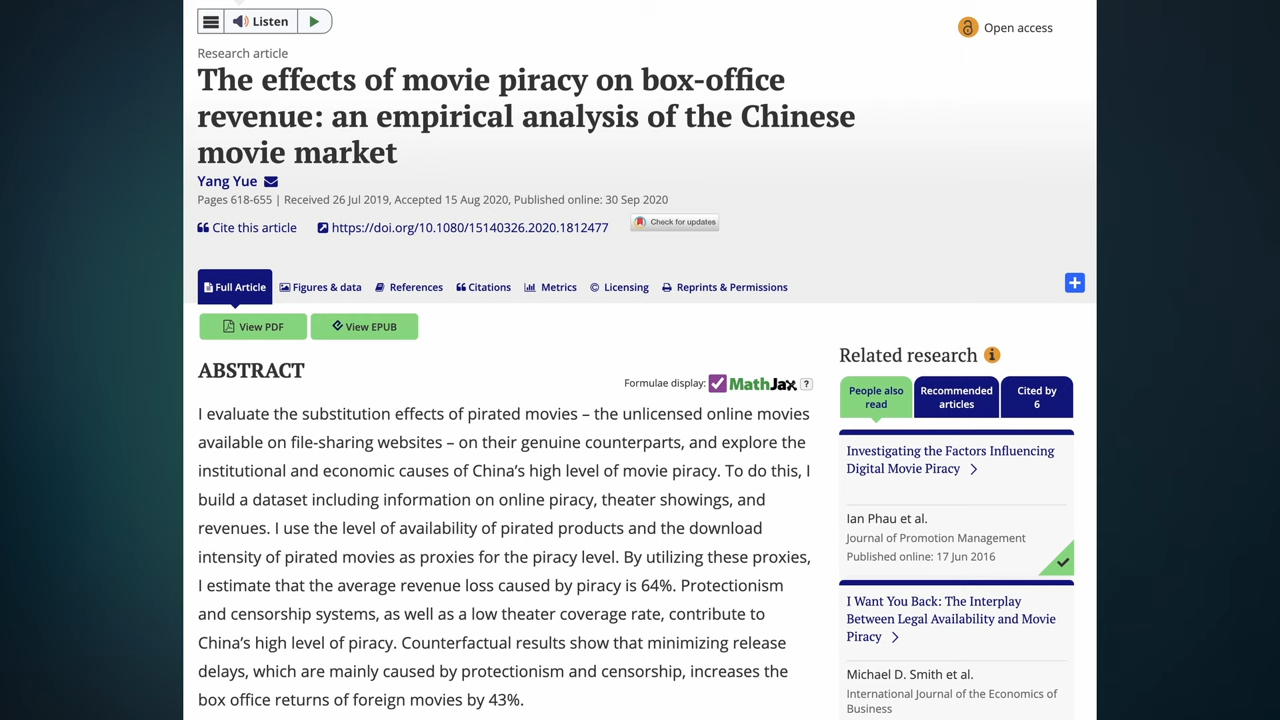 Listen
Open access
Research article
The effects of movie piracy on box-office
revenue: an empirical analysis of the Chinese
movie market
Yang Yue
Pages 618-655 | Received 26 Jul 2019, Accepted 15 Aug 2020, Published online: 30 Sep 2020
Cite this article https://doi.org/10.1080/15140326.2020.1812477 Check for updates
Full Article Figures & data References Citations Metrics Licensing Reprints & Permissions
View PDF View EPUB
ABSTRACT
Formulae display: MathJax ?
I evaluate the substitution effects of pirated movies – the unlicensed online movies
available on file-sharing websites – on their genuine counterparts, and explore the
institutional and economic causes of China's high level of movie piracy. To do this, I
build a dataset including information on online piracy, theater showings, and
revenues. I use the level of availability of pirated products and the download
intensity of pirated movies as proxies for the piracy level. By utilizing these proxies,
I estimate that the average revenue loss caused by piracy is 64%. Protectionism
and censorship systems, as well as a low theater coverage rate, contribute to
China's high level of piracy. Counterfactual results show that minimizing release
delays, which are mainly caused by protectionism and censorship, increases the
box office returns of foreign movies by 43%.
Related research
People also
read
Recommended
articles
Cited by
6
Investigating the Factors Influencing
Digital Movie Piracy
Ian Phau et al.
Journal of Promotion Management
Published online: 17 Jun 2016
I Want You Back: The Interplay
Between Legal Availability and Movie
Piracy
Michael D. Smith et al.
International Journal of the Economics of
Business